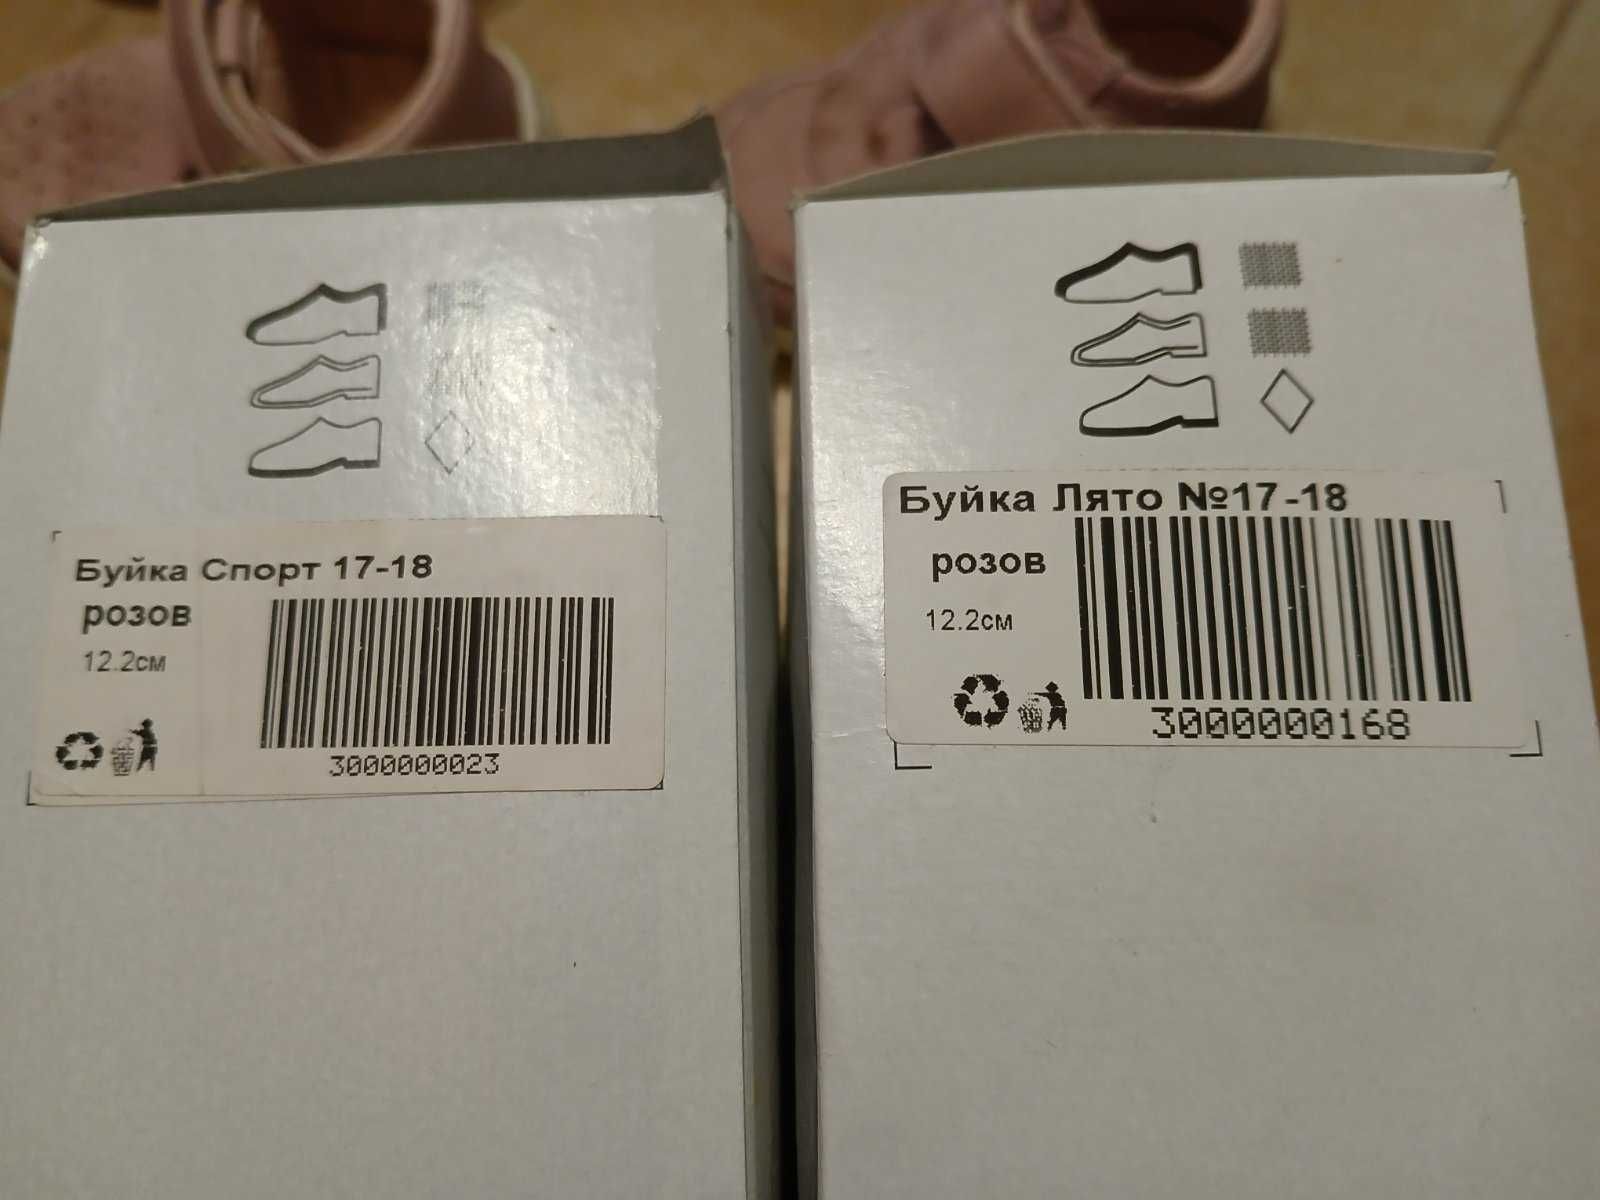 Буйка Спорт 17-18
розов
12.2см
3000000023
Буйка Лято №17-18
розов
12.2см
3000000168